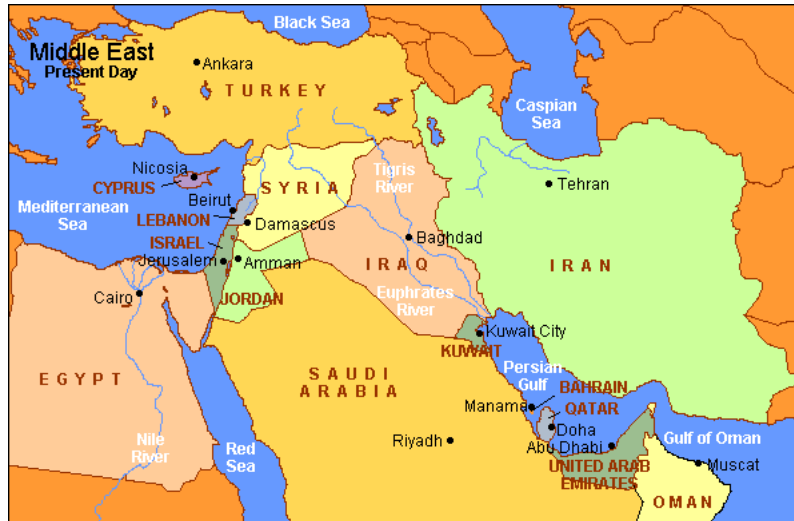 Black Sea
Middle East
Present Day
Ankara
TURKEY
Caspian
Sea
Nicosia
CYPRUS
Mediterranean
Sea
Beirut
LEBANON
SYRIA
Tigris
River
Tehran
Damascus
ISRAEL
Jerusalem
Amman
Baghdad
IRAQ
IRAN
Cairo
JORDAN
Euphrates
River
Kuwait City
KUWAIT
EGYPT
SAUDI
ARABIA
Persian
Gulf
BAHRAIN
Manama
QATAR
Doha
Abu Dhabi
Gulf of Oman
Nile
River
Red
Sea
Riyadh
UNITED ARAB
EMIRATES
Muscat
OMAN